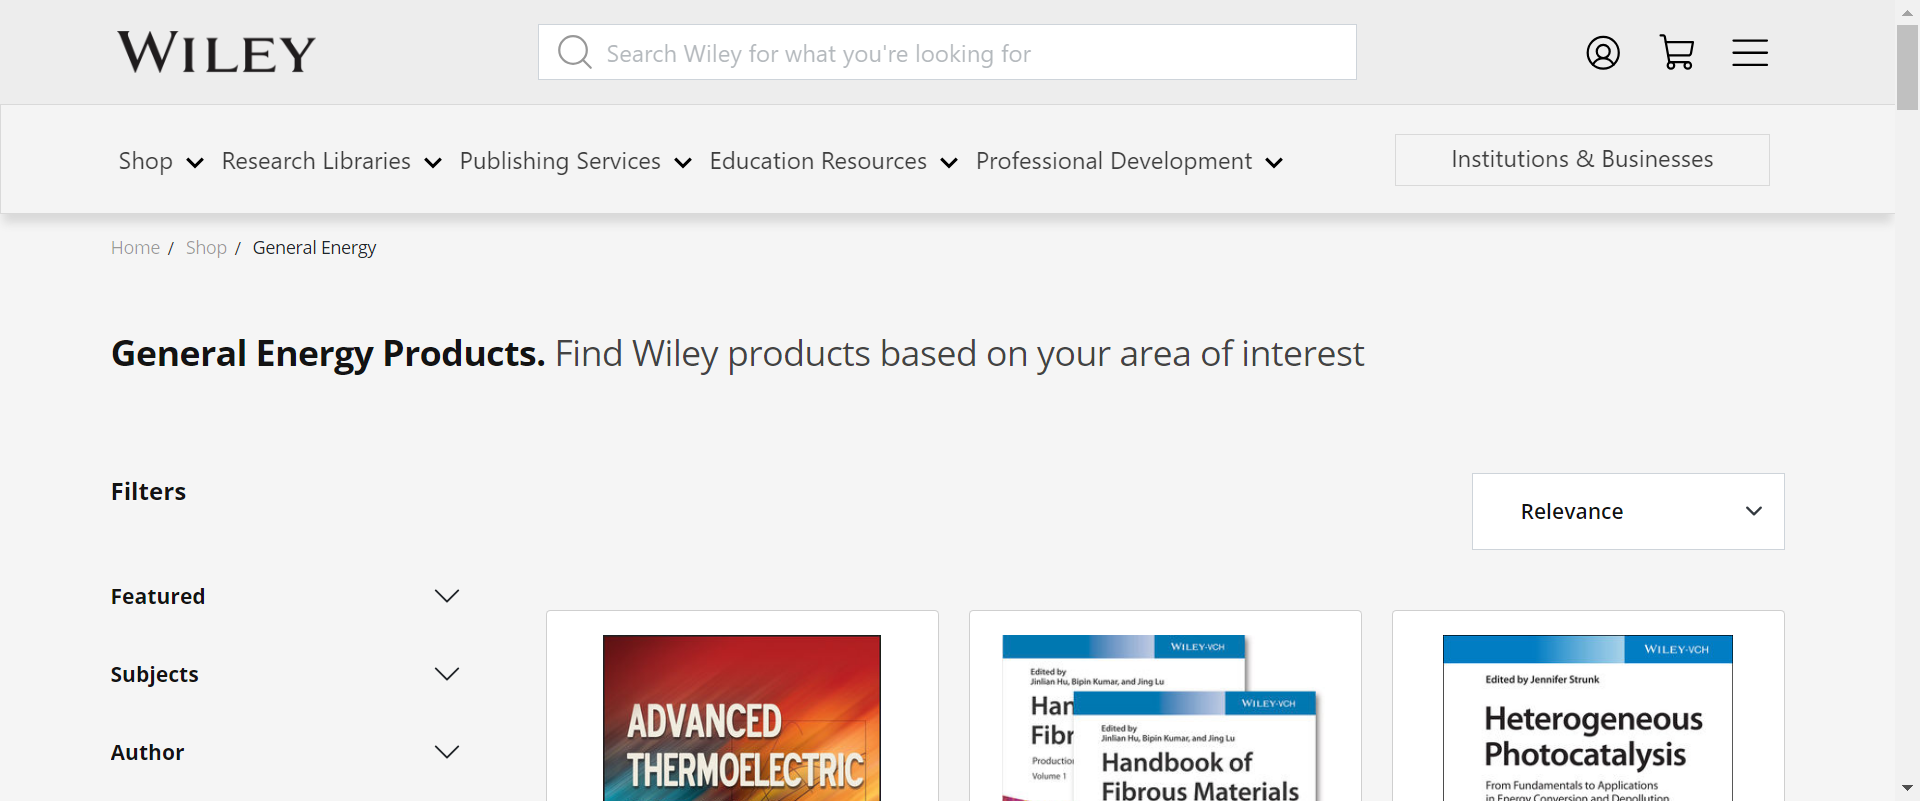 WILEY
Search Wiley for what you're looking for
Shop
Research Libraries
Publishing Services
Education Resources
Professional Development
Institutions & Businesses
Home / Shop / General Energy
General Energy Products. Find Wiley products based on your area of interest
Filters
Relevance
Featured
Subjects
Author
ADVANCED
THERMOELECTRIC
WILEY-VCH
Edited by
Jinlian Hu, Bipin Kumar, and Jing Lu
Han
Fibr
Productio
Volume 1
WILEY-VCH
Edited by
Jinlian Hu, Bipin Kumar, and Jing Lu
Handbook of
Fibrous Materials
WILEY-VCH
Edited by Jennifer Strunk
Heterogeneous
Photocatalysis
From Fundamentals to Applications
in Energy Conversion and Depollution